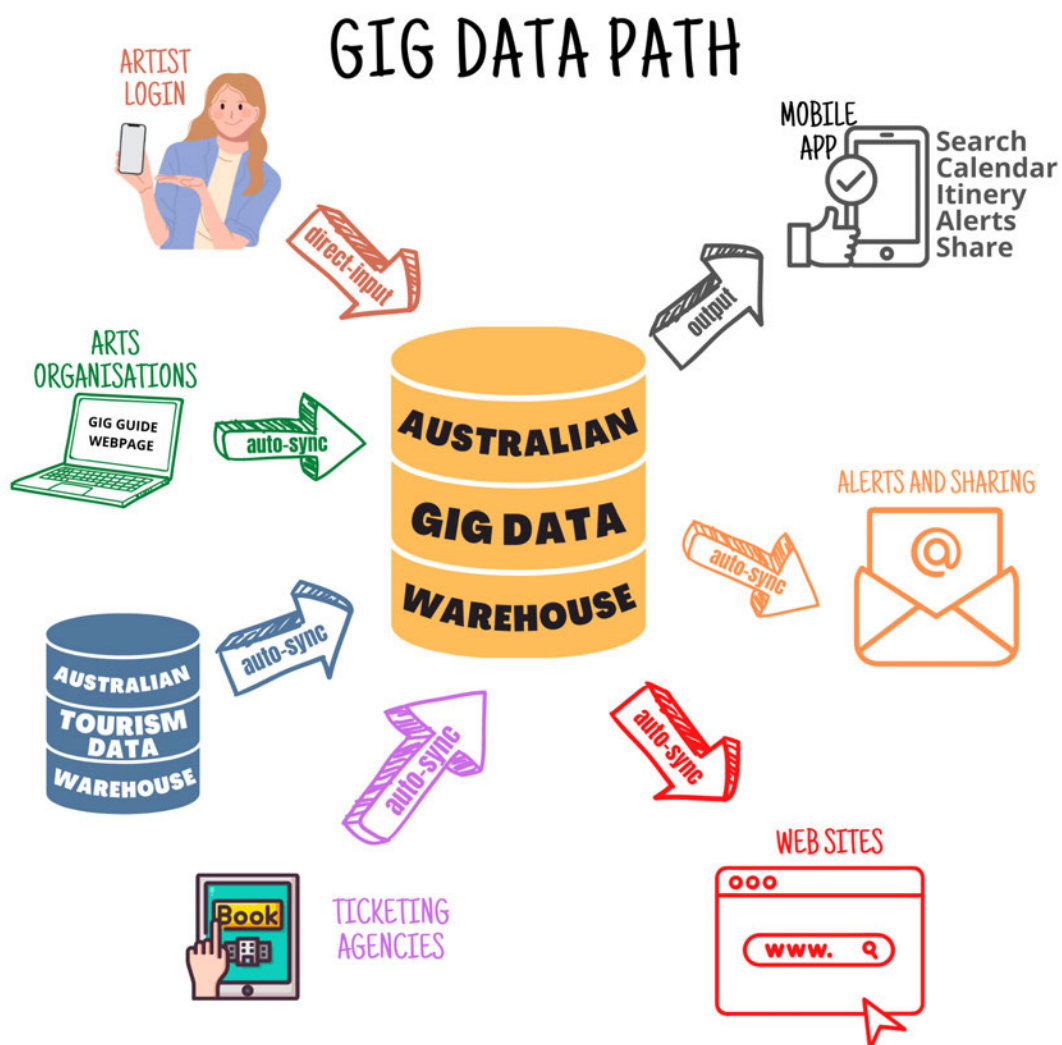 GIG DATA PATH
ARTIST
LOGIN
direct-input
MOBILE
APP
Search
Calendar
Itinery
Alerts
Share
output
ARTS
ORGANISATIONS
GIG GUIDE
WEBPAGE
auto-sync
AUSTRALIAN
GIG DATA
WAREHOUSE
ALERTS AND SHARING
@
auto-sync
AUSTRALIAN
TOURISM
DATA
WAREHOUSE
auto-sync
auto-sync
auto-sync
Book
TICKETING
AGENCIES
WEB SITES
www.